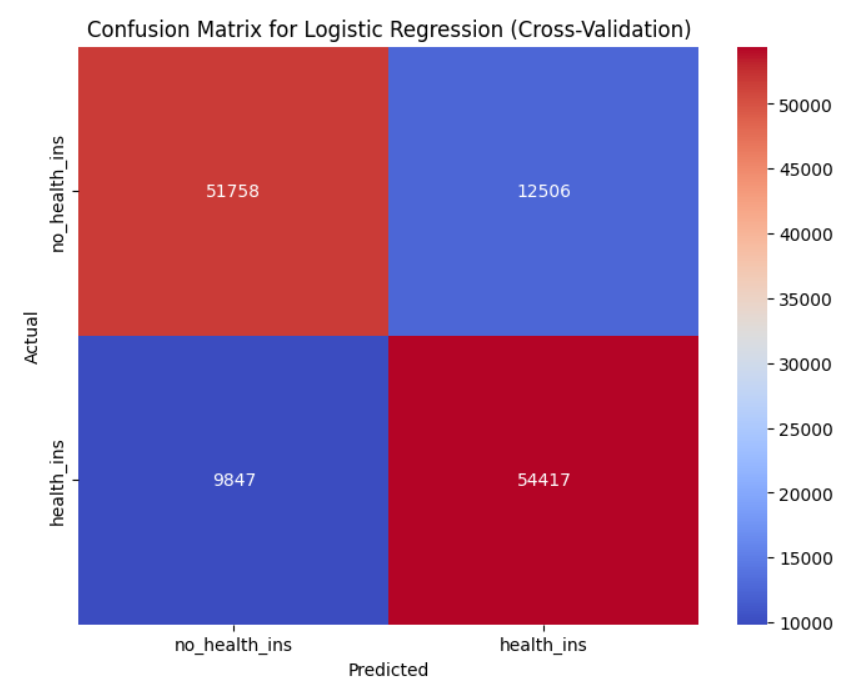 Confusion Matrix for Logistic Regression (Cross-Validation)
no_health_ins
health_ins
Actual
51758
12506
9847
54417
no_health_ins
health_ins
Predicted
50000
45000
40000
35000
30000
25000
20000
15000
10000